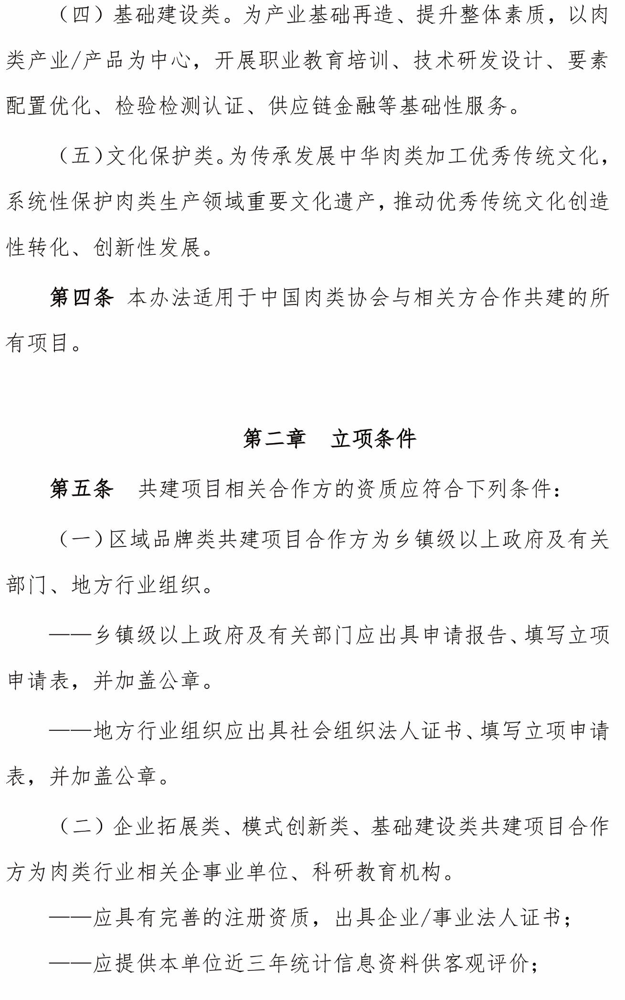 （四）基础建设类。为产业基础再造、提升整体素质，以肉
类产业/产品为中心，开展职业教育培训、技术研发设计、要素
配置优化、检验检测认证、供应链金融等基础性服务。
（五）文化保护类。为传承发展中华肉类加工优秀传统文化，
系统性保护肉类生产领域重要文化遗产，推动优秀传统文化创造
性转化、创新性发展。
第四条 本办法适用于中国肉类协会与相关方合作共建的所
有项目。
第二章　立项条件
第五条　共建项目相关合作方的资质应符合下列条件：
（一）区域品牌类共建项目合作方为乡镇级以上政府及有关
部门、地方行业组织。
——乡镇级以上政府及有关部门应出具申请报告、填写立项
申请表，并加盖公章。
——地方行业组织应出具社会组织法人证书、填写立项申请
表，并加盖公章。
（二）企业拓展类、模式创新类、基础建设类共建项目合作
方为肉类行业相关企事业单位、科研教育机构。
——应具有完善的注册资质，出具企业/事业法人证书；
——应提供本单位近三年统计信息资料供客观评价；